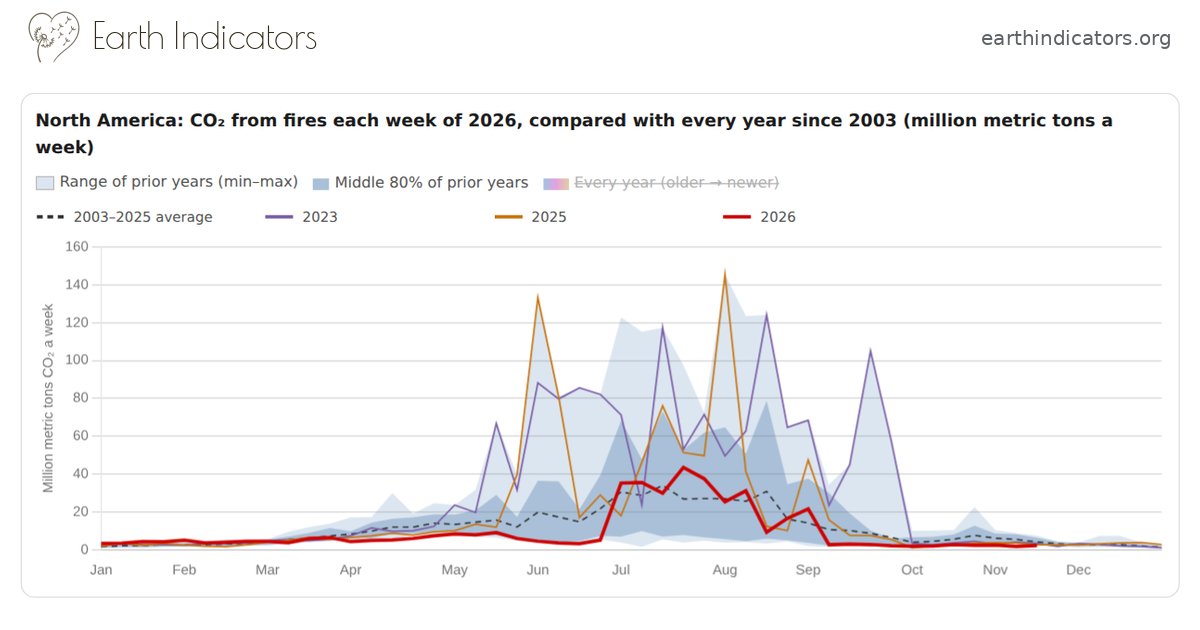 Earth Indicators
earthindicators.org
North America: CO₂ from fires each week of 2026, compared with every year since 2003 (million metric tons a
week)
Range of prior years (min–max) Middle 80% of prior years Every year (older → newer)
2003–2025 average 2023 2025 2026
Million metric tons CO₂ a week
160
140
120
100
80
60
40
20
0
Jan Feb Mar Apr May Jun Jul Aug Sep Oct Nov Dec